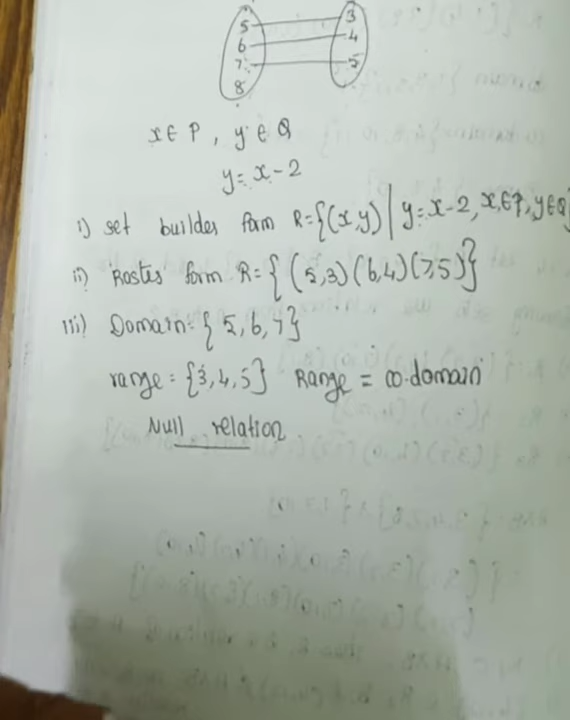 5 3
6 4
7 5
8
x ∈ P , y ∈ Q
y = x - 2
i) set builder form R = {(x,y) | y = x-2, x ∈ P, y ∈ Q}
ii) Roster form R = { (5,3) (6,4) (7,5) }
iii) Domain = { 5, 6, 7 }
range = {3, 4, 5} Range = co.domain
Null relation